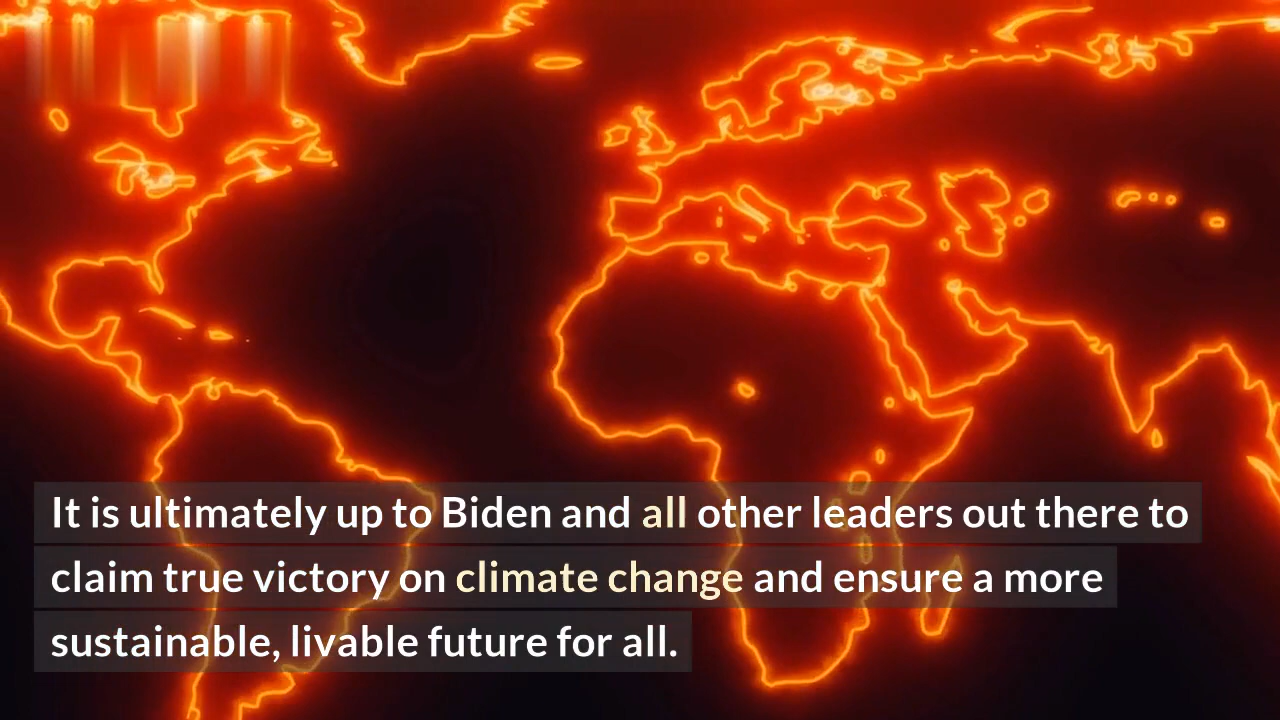 It is ultimately up to Biden and all other leaders out there to
claim true victory on climate change and ensure a more
sustainable, livable future for all.